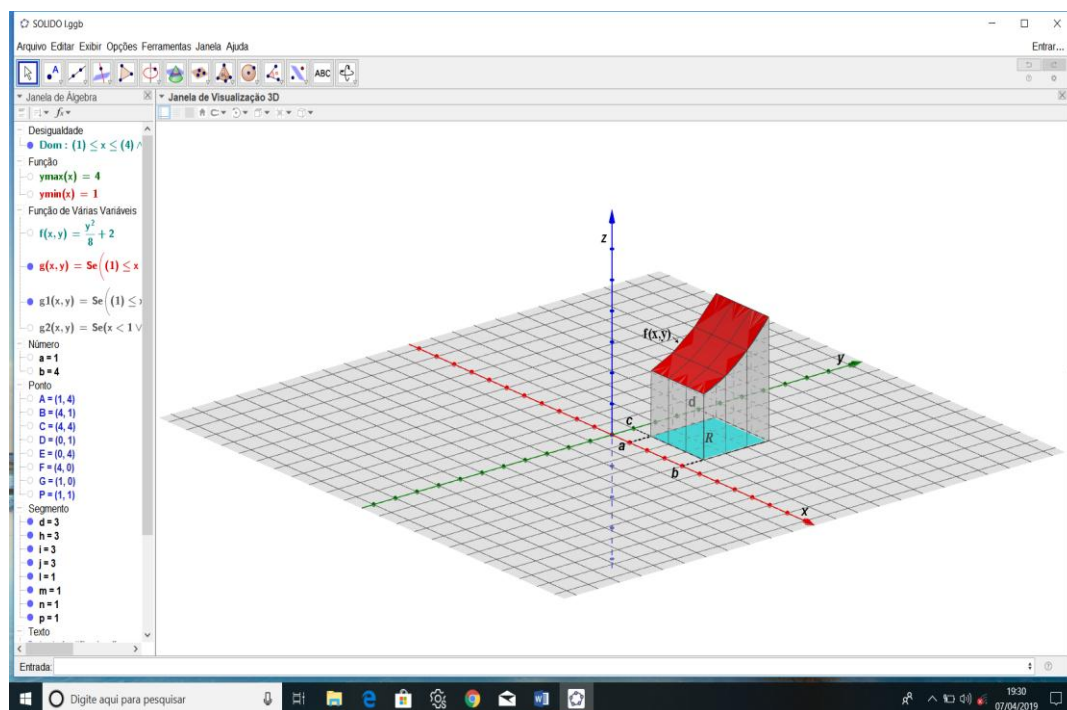 SOLIDO I.ggb
Arquivo Editar Exibir Opções Ferramentas Janela Ajuda
Entrar...
ABC
Janela de Álgebra
Janela de Visualização 3D
Desigualdade
Dom : (1) ≤ x ≤ (4) ∧
Função
ymax(x) = 4
ymin(x) = 1
Função de Várias Variáveis
f(x, y) = y²/8 + 2
g(x, y) = Se((1) ≤ x
g1(x, y) = Se((1) ≤ x
g2(x, y) = Se(x < 1 ∨
Número
a = 1
b = 4
Ponto
A = (1, 4)
B = (4, 1)
C = (4, 4)
D = (0, 1)
E = (0, 4)
F = (4, 0)
G = (1, 0)
P = (1, 1)
Segmento
d = 3
h = 3
i = 3
j = 3
l = 1
m = 1
n = 1
p = 1
Texto
z
f(x,y)
y
d
c
a
R
b
x
Entrada:
Digite aqui para pesquisar
19:30
07/04/2019